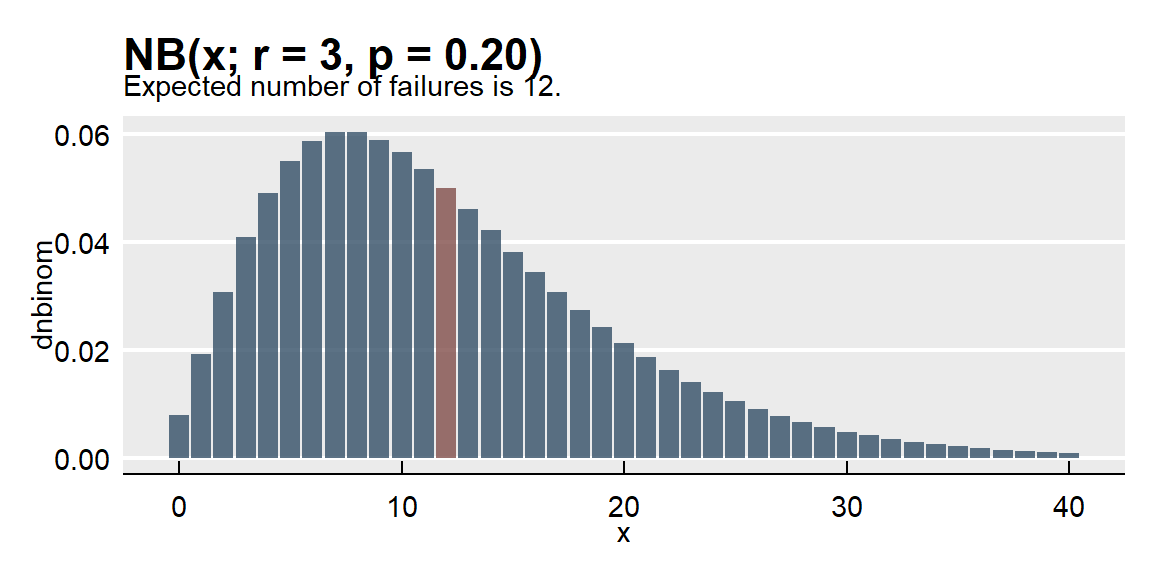 NB(x; r = 3, p = 0.20)
Expected number of failures is 12.
0.06
0.04
0.02
0.00
dnbinom
0 10 20 30 40
x